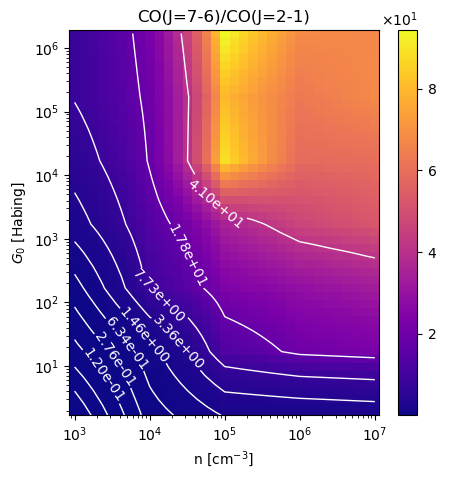 CO(J=7-6)/CO(J=2-1)
×10¹
10⁶
10⁵
10⁴
10³
10²
10¹
G₀ [Habing]
4.10e+01
1.78e+01
7.73e+00
3.36e+00
1.46e+00
6.34e-01
2.76e-01
1.20e-01
8
6
4
2
10³
10⁴
10⁵
10⁶
10⁷
n [cm⁻³]